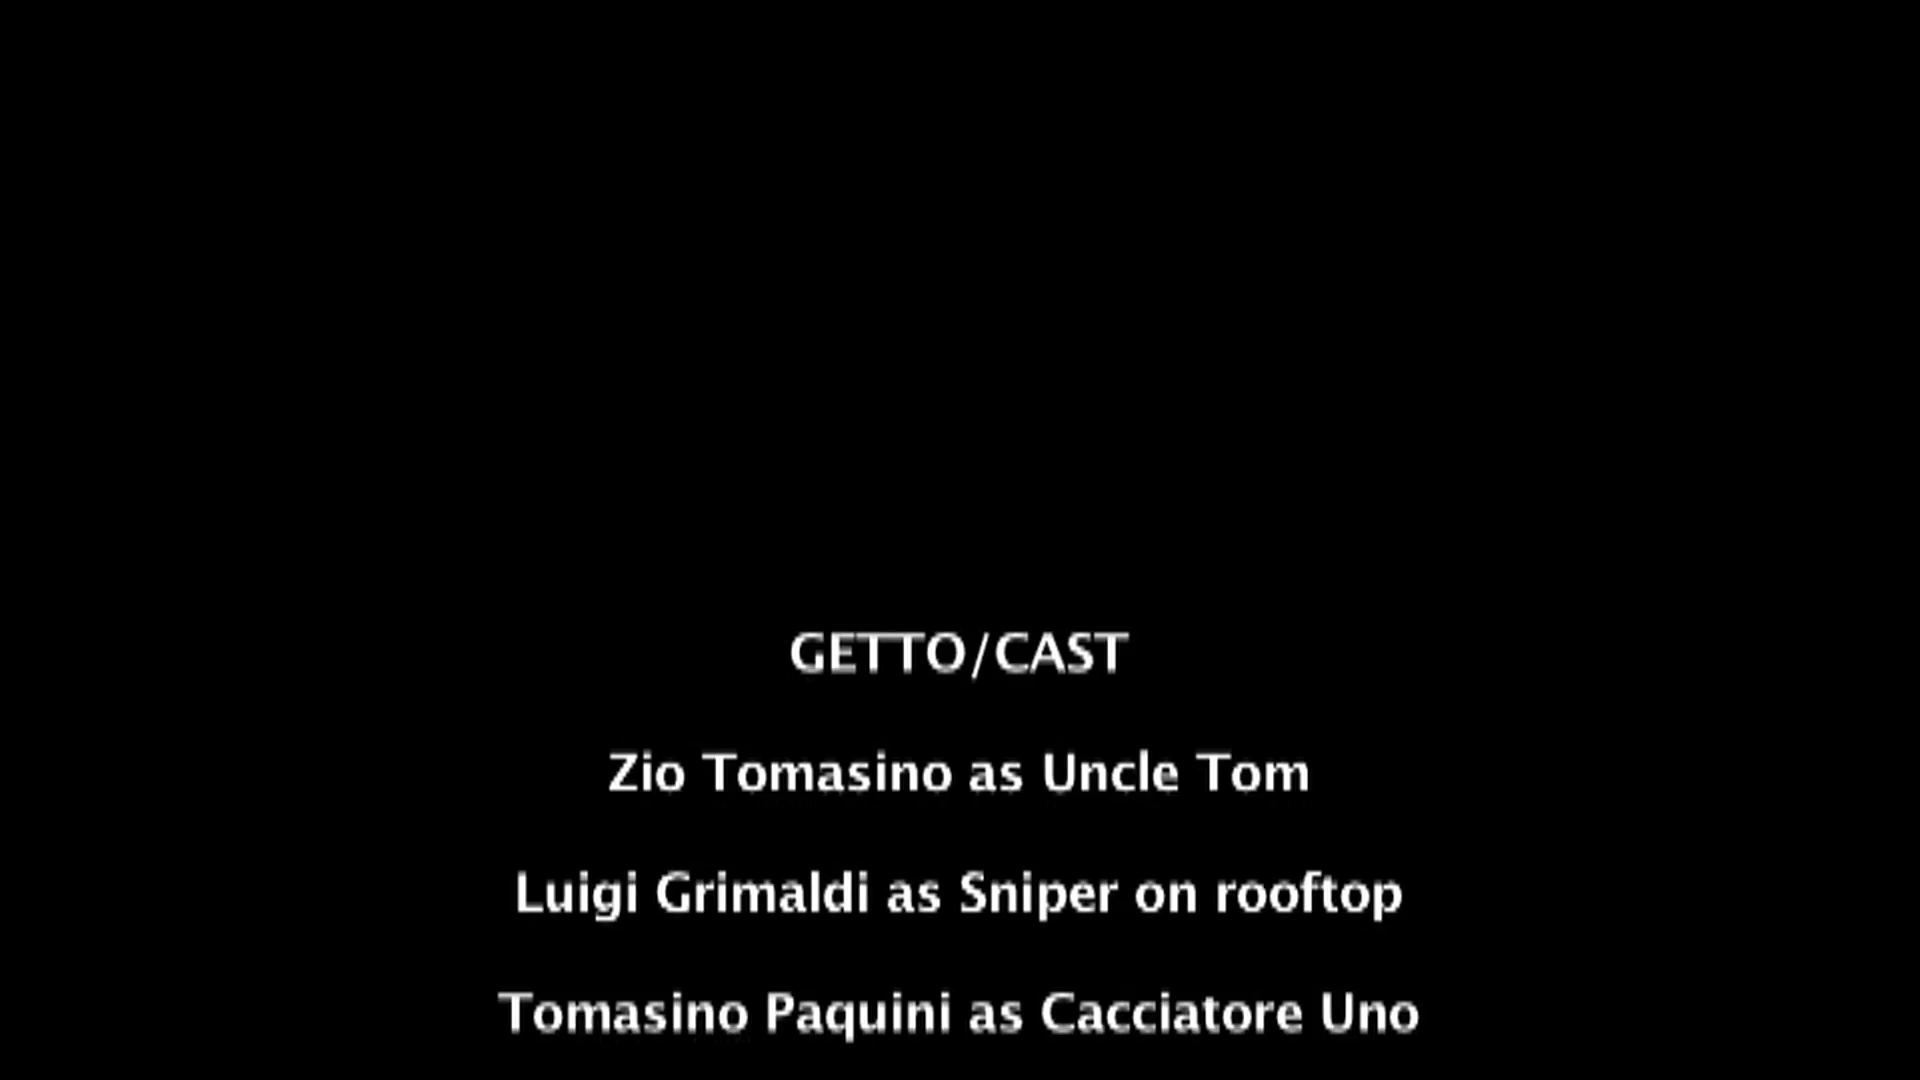 GETTO/CAST
Zio Tomasino as Uncle Tom
Luigi Grimaldi as Sniper on rooftop
Tomasino Paquini as Cacciatore Uno